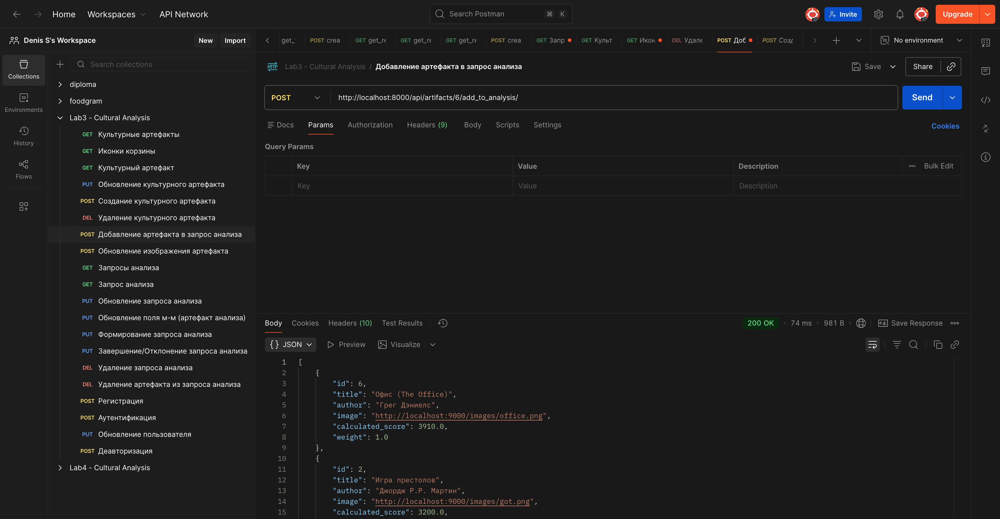 Home Workspaces API Network Search Postman ⌘ K Invite Upgrade
Denis S's Workspace New Import
get_ POST crea GET get_re GET get_re GET get_re POST crea GET Запр GET Культ GET Икон DEL Удале POST Доб POST Созд No environment
Collections
Environments
History
Flows
Search collections
diploma
foodgram
Lab3 - Cultural Analysis
GET Культурные артефакты
GET Иконки корзины
GET Культурный артефакт
PUT Обновление культурного артефакта
POST Создание культурного артефакта
DEL Удаление культурного артефакта
POST Добавление артефакта в запрос анализа
POST Обновление изображения артефакта
GET Запросы анализа
GET Запрос анализа
PUT Обновление запроса анализа
PUT Обновление поля м-м (артефакт анализа)
PUT Формирование запроса анализа
PUT Завершение/Отклонение запроса анализа
DEL Удаление запроса анализа
DEL Удаление артефакта из запроса анализа
POST Регистрация
POST Аутентификация
PUT Обновление пользователя
POST Деавторизация
Lab4 - Cultural Analysis
HTTP Lab3 - Cultural Analysis / Добавление артефакта в запрос анализа Save Share
POST http://localhost:8000/api/artifacts/6/add_to_analysis/ Send
Docs Params Authorization Headers (9) Body Scripts Settings Cookies
Query Params
Key Value Description Bulk Edit
Key Value Description
Body Cookies Headers (10) Test Results 200 OK • 74 ms • 981 B • e.g. Save Response
{ } JSON Preview Visualize
1 [
2 {
3 "id": 6,
4 "title": "Офис (The Office)",
5 "author": "Грег Дэниелс",
6 "image": "http://localhost:9000/images/office.png",
7 "calculated_score": 3910.0,
8 "weight": 1.0
9 },
10 {
11 "id": 2,
12 "title": "Игра престолов",
13 "author": "Джордж Р.Р. Мартин",
14 "image": "http://localhost:9000/images/got.png",
15 "calculated_score": 3200.0,